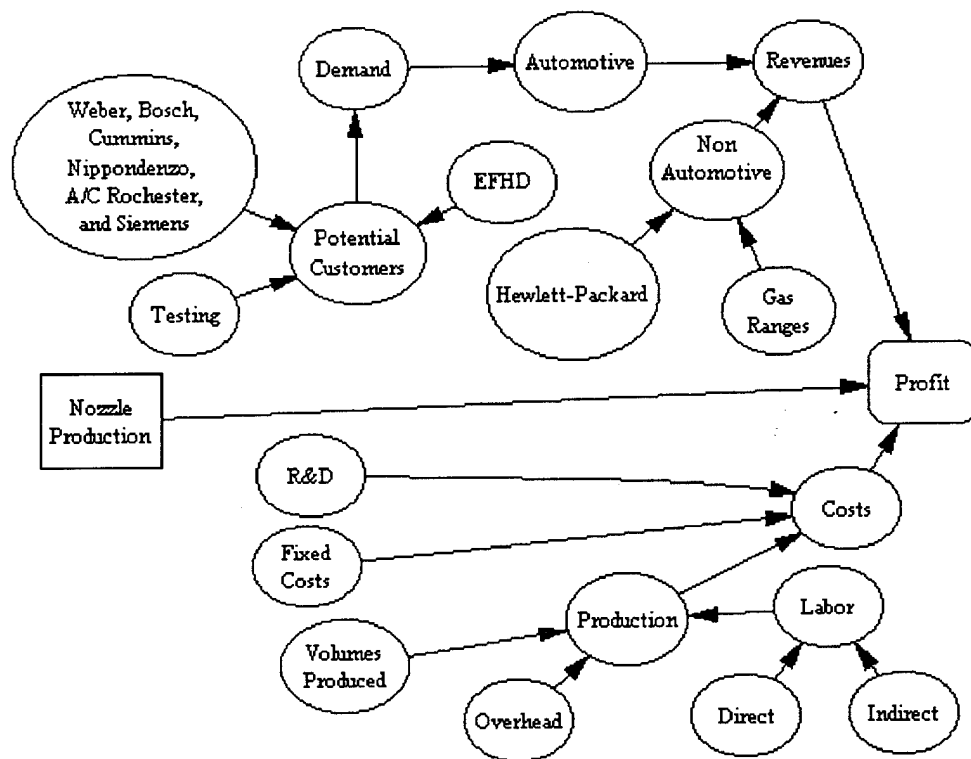 Demand
Automotive
Revenues
Weber, Bosch,
Cummins,
Nippondenzo,
A/C Rochester,
and Siemens
Non
Automotive
EFHD
Potential
Customers
Hewlett-Packard
Gas
Ranges
Testing
Profit
Nozzle
Production
R&D
Costs
Fixed
Costs
Labor
Production
Volumes
Produced
Overhead
Direct
Indirect